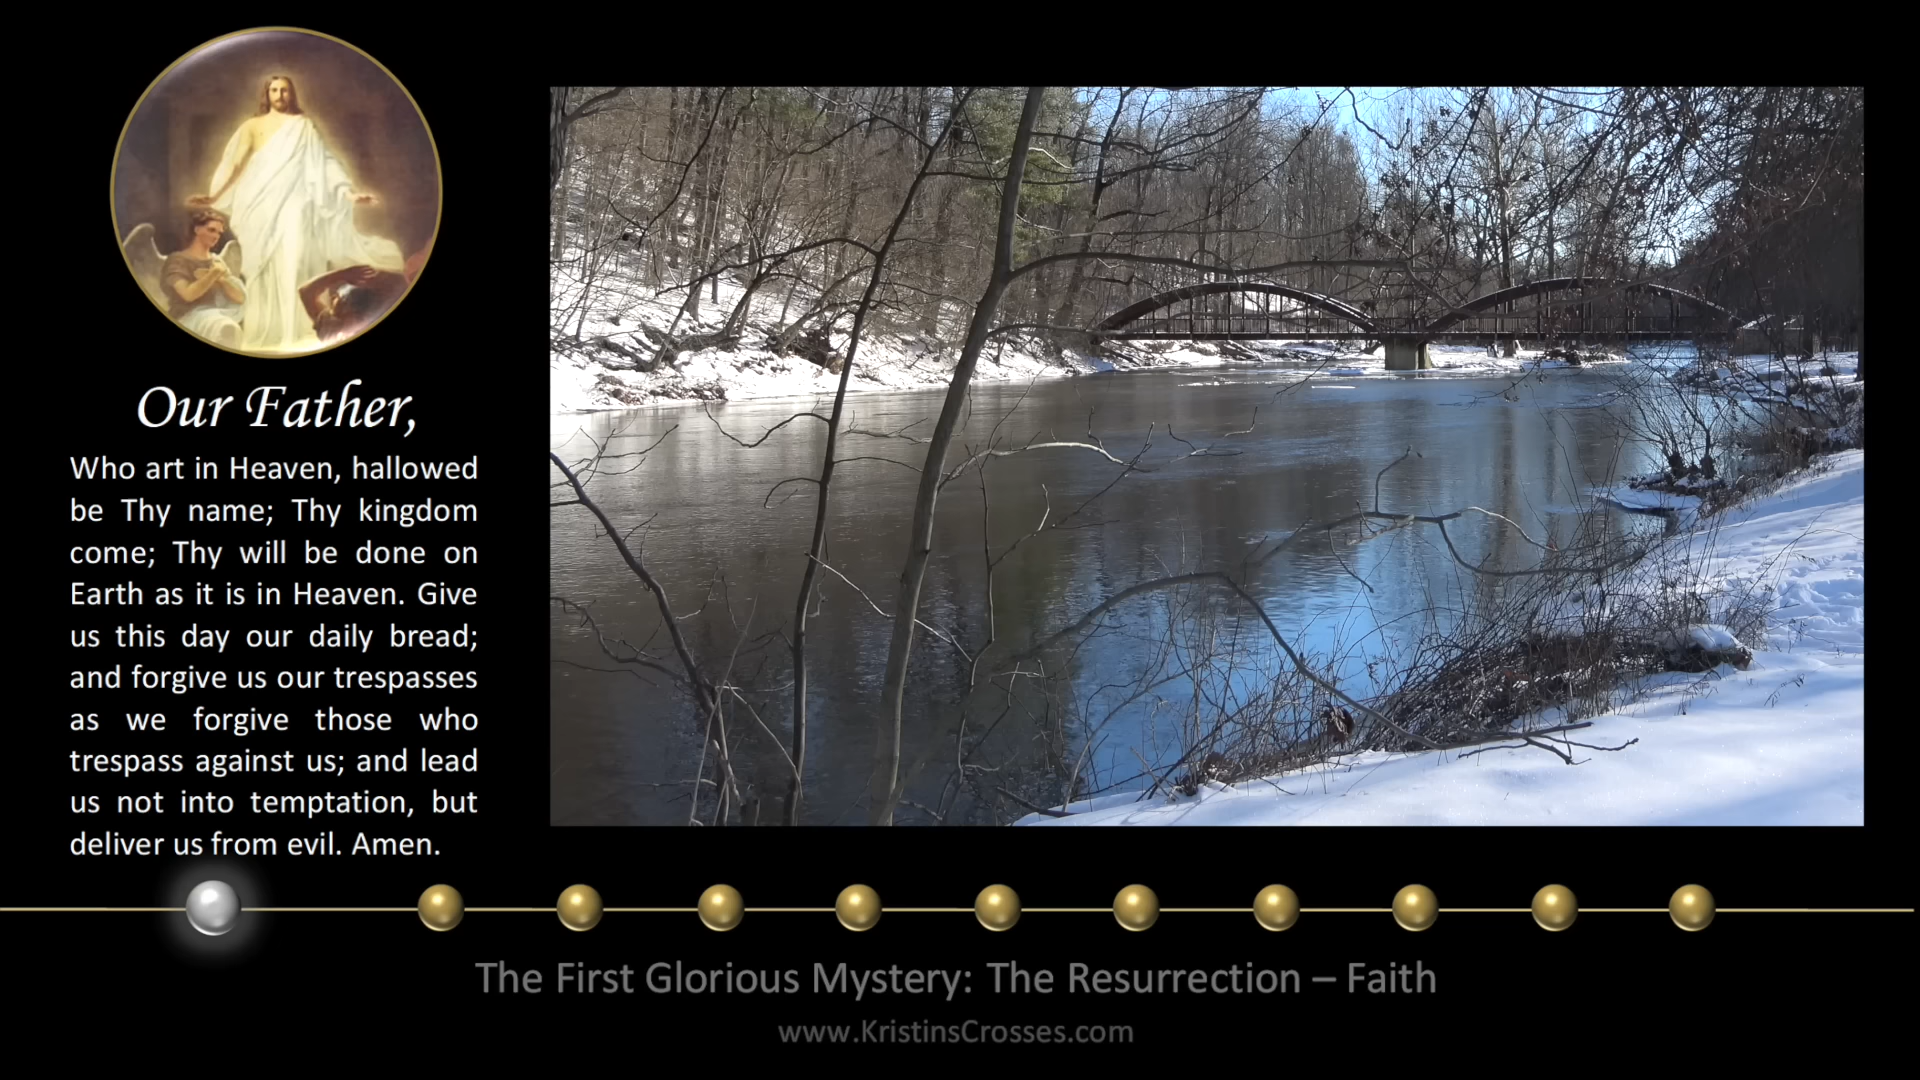 Our Father,
Who art in Heaven, hallowed
be Thy name; Thy kingdom
come; Thy will be done on
Earth as it is in Heaven. Give
us this day our daily bread;
and forgive us our trespasses
as we forgive those who
trespass against us; and lead
us not into temptation, but
deliver us from evil. Amen.
The First Glorious Mystery: The Resurrection – Faith
www.KristinsCrosses.com